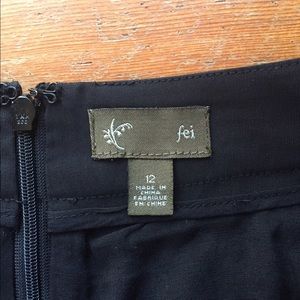 fei
12
MADE IN
CHINA
FABRIQUÉ
EN CHINE